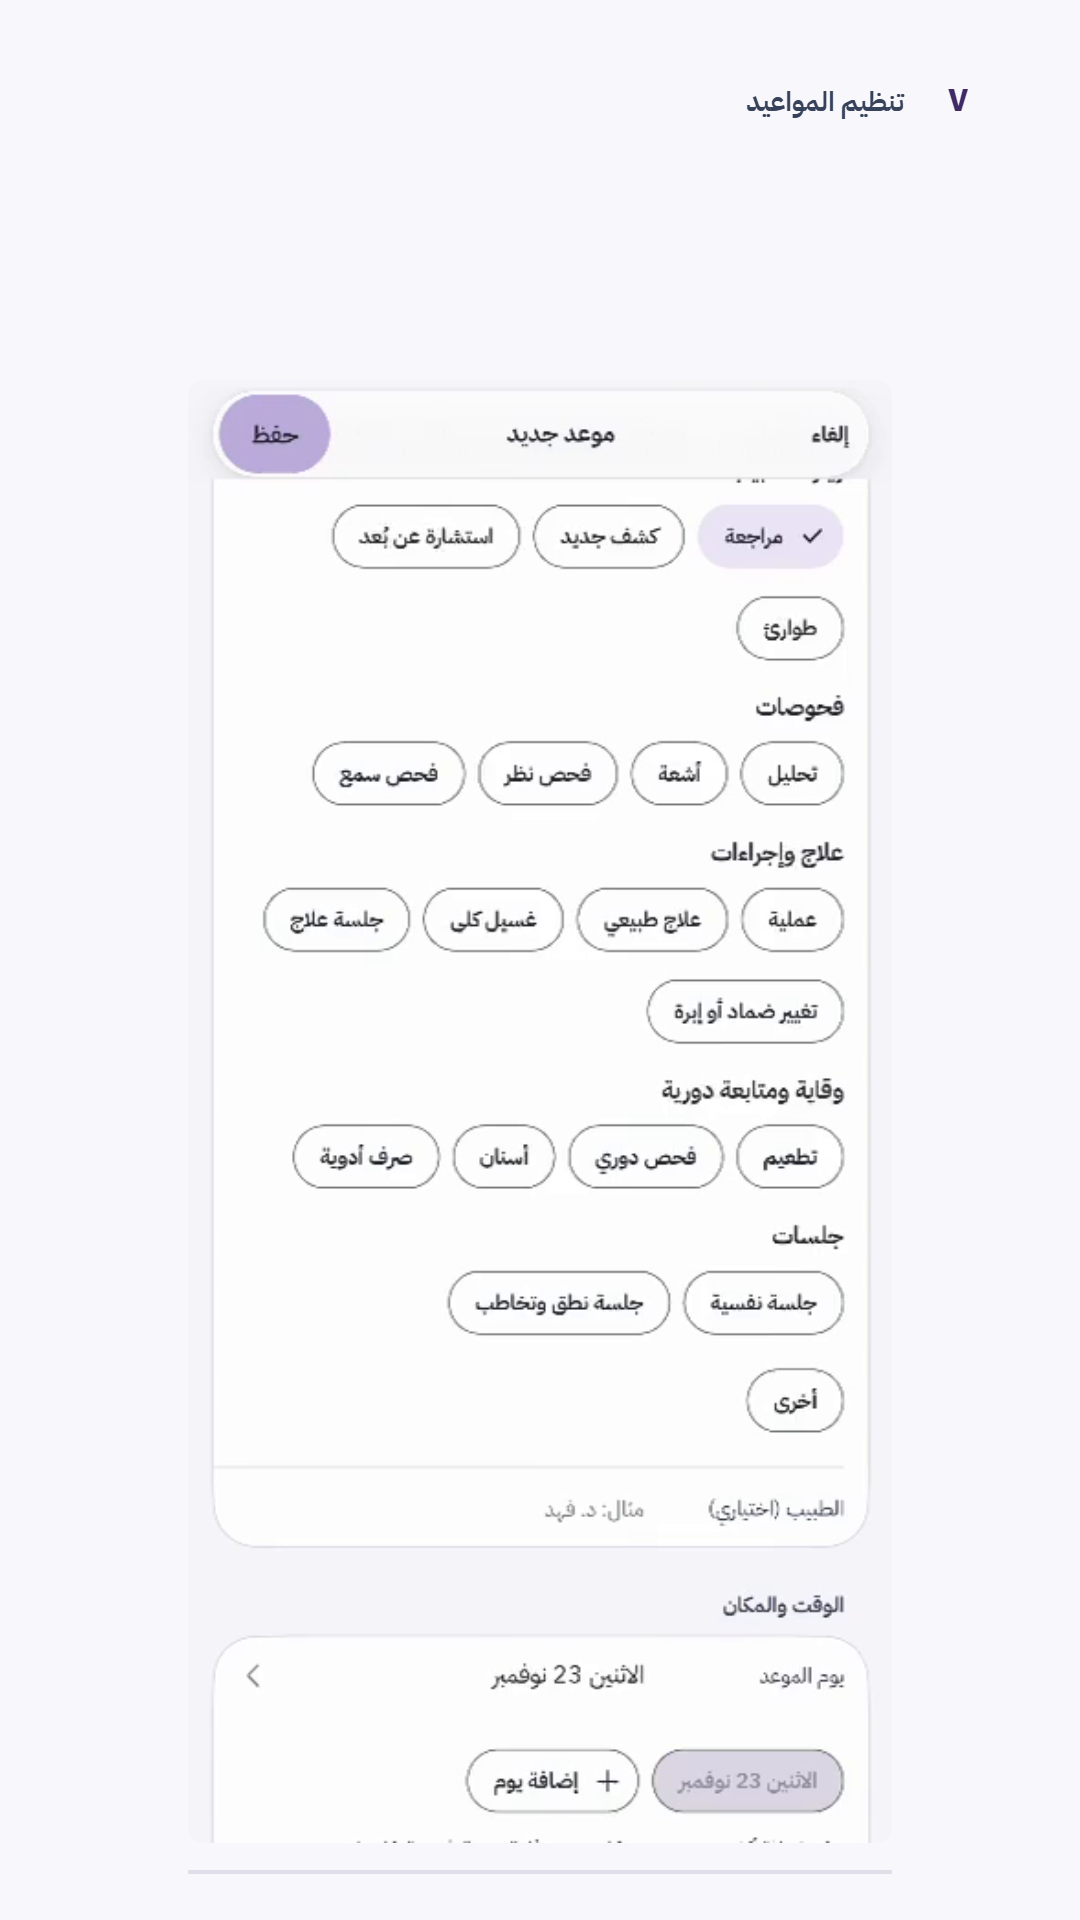 ٧ تنظيم المواعيد
إلغاء موعد جديد حفظ
مراجعة كشف جديد استشارة عن بُعد
طوارئ
فحوصات
تحليل أشعة فحص نظر فحص سمع
علاج وإجراءات
عملية علاج طبيعي غسيل كلى جلسة علاج
تغيير ضماد أو إبرة
وقاية ومتابعة دورية
تطعيم فحص دوري أسنان صرف أدوية
جلسات
جلسة نفسية جلسة نطق وتخاطب
أخرى
الطبيب (اختياري) مثال: د. فهد
الوقت والمكان
يوم الموعد الاثنين 23 نوفمبر
الاثنين 23 نوفمبر + إضافة يوم